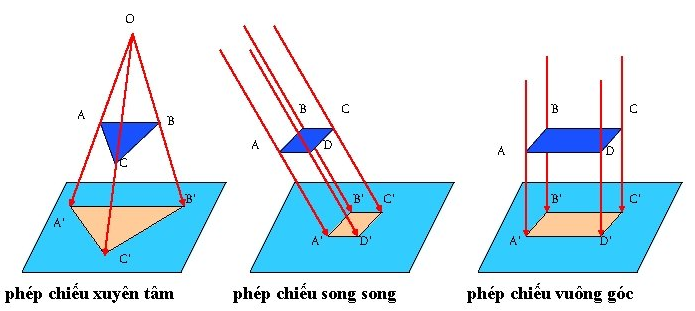 O
A
B
C
A'
B'
C'
phép chiếu xuyên tâm
B
C
A
D
B'
C'
A'
D'
phép chiếu song song
B
C
A
D
B'
C'
A'
D'
phép chiếu vuông góc